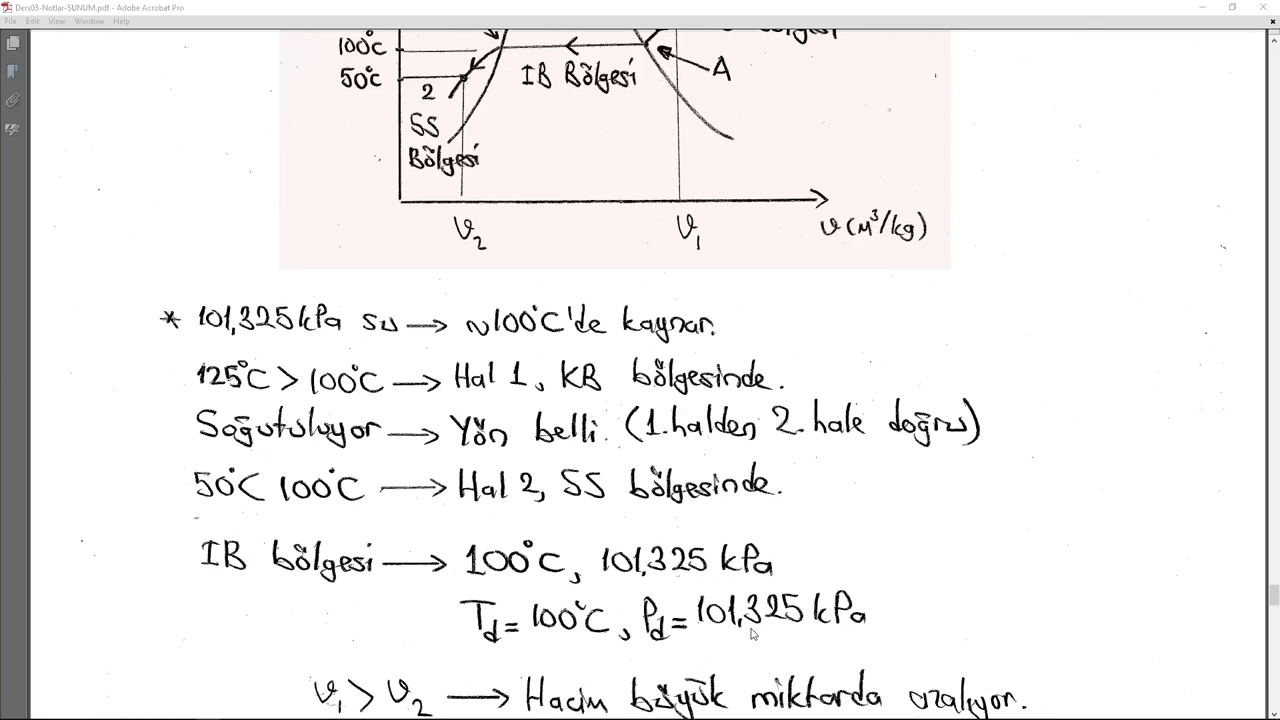 Ders03-Notlar-SUNUM.pdf - Adobe Acrobat Pro
File Edit View Window Help
100°C
50°C
IB Bölgesi
A
2
SS
Bölgesi
v2
v1
v (m³/kg)
* 101,325 kPa su → ~100°C'de kaynar.
125°C > 100°C → Hal 1, KB bölgesinde.
Soğutuluyor → Yön belli. (1. halden 2. hale doğru)
50°C 100°C → Hal 2, SS bölgesinde.
IB bölgesi → 100°C, 101,325 kPa
Td = 100°C, Pd = 101,325 kPa
v1 > v2 → Hacim büyük miktarda azalıyor.